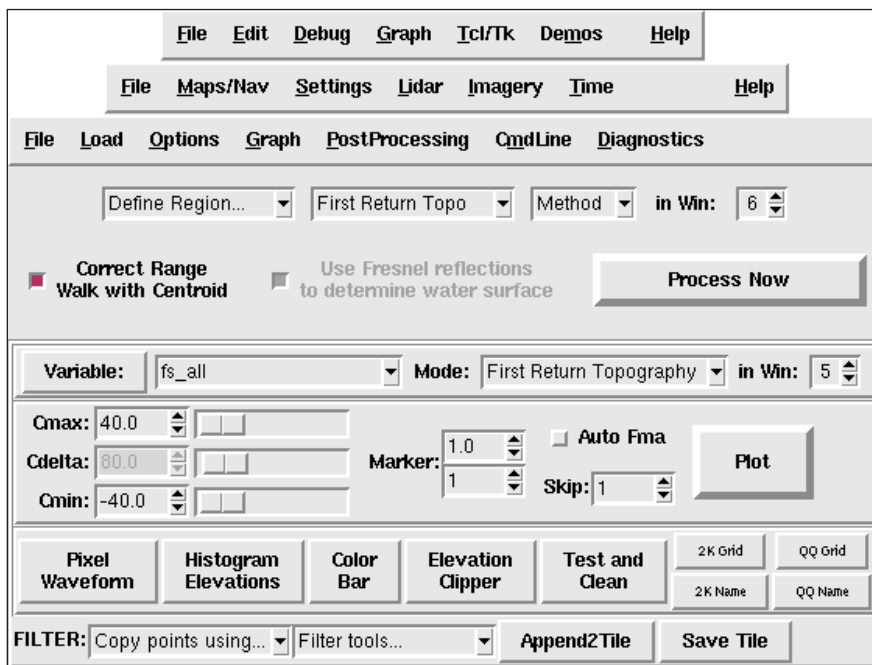 File Edit Debug Graph Tcl/Tk Demos Help
File Maps/Nav Settings Lidar Imagery Time Help
File Load Options Graph PostProcessing CmdLine Diagnostics
Define Region... First Return Topo Method in Win: 6
Correct Range Walk with Centroid
Use Fresnel reflections to determine water surface
Process Now
Variable: fs_all Mode: First Return Topography in Win: 5
Cmax: 40.0
Cdelta: 80.0
Cmin: -40.0
Marker: 1.0
1
Auto Fma
Skip: 1
Plot
Pixel Waveform
Histogram Elevations
Color Bar
Elevation Clipper
Test and Clean
2K Grid QQ Grid
2K Name QQ Name
FILTER: Copy points using... Filter tools... Append2Tile Save Tile